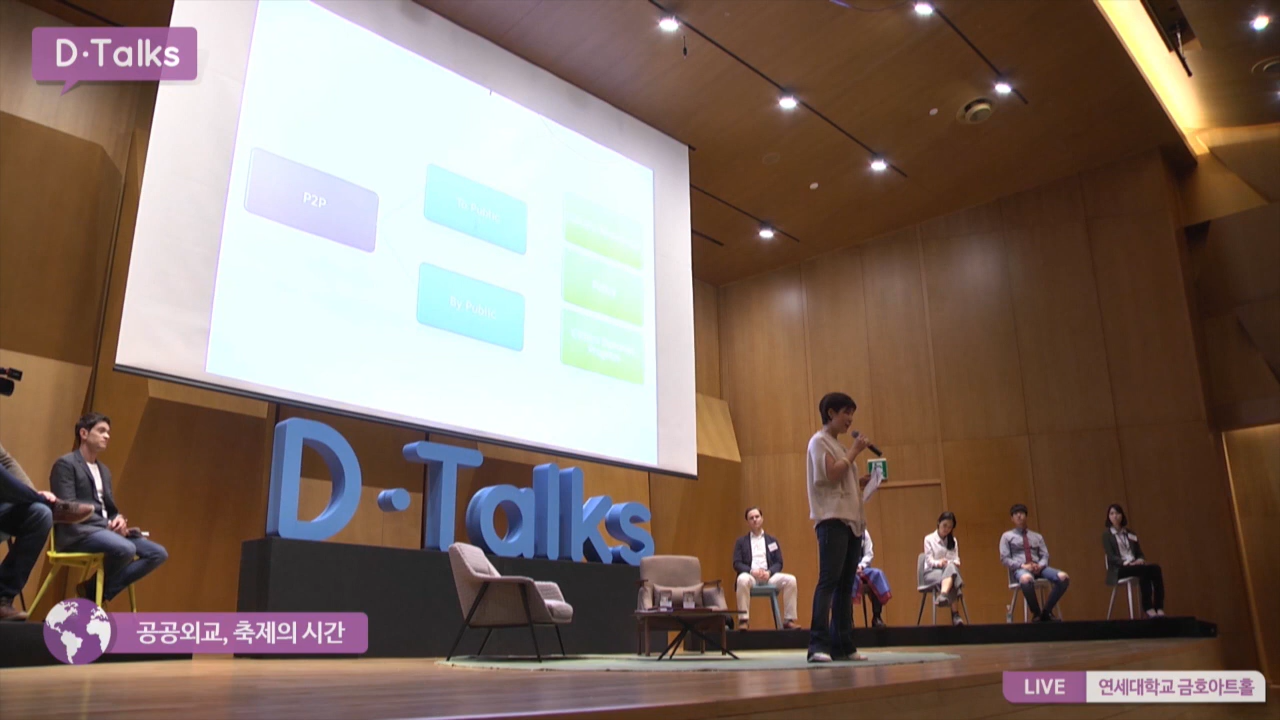 D·Talks
P2P
To Public
By Public
D·Talks
공공외교, 축제의 시간
LIVE 연세대학교 금호아트홀